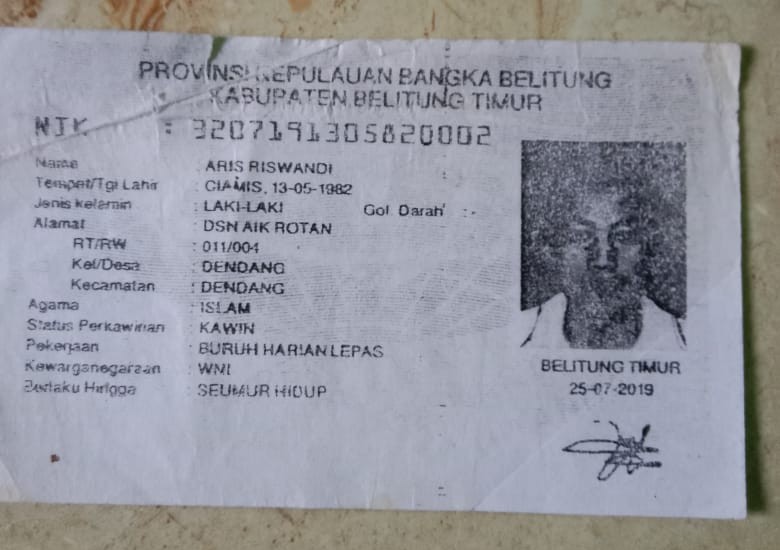 PROVINSI KEPULAUAN BANGKA BELITUNG
KABUPATEN BELITUNG TIMUR
NIK : 3207191305820002
Nama : ARIS RISWANDI
Tempat/Tgl Lahir : CIAMIS, 13-05-1982
Jenis kelamin : LAKI-LAKI Gol. Darah : -
Alamat : DSN AIK ROTAN
RT/RW : 011/004
Kel/Desa : DENDANG
Kecamatan : DENDANG
Agama : ISLAM
Status Perkawinan : KAWIN
Pekerjaan : BURUH HARIAN LEPAS
Kewarganegaraan : WNI
Berlaku Hingga : SEUMUR HIDUP
BELITUNG TIMUR
25-07-2019